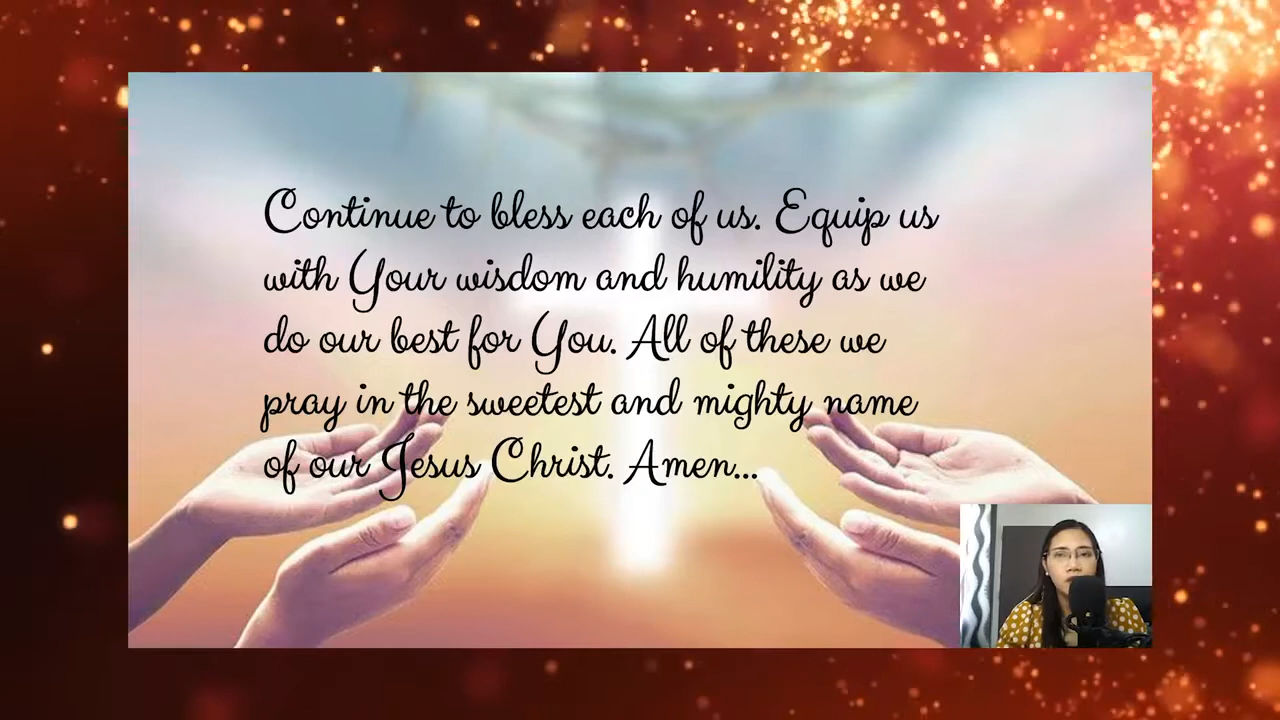 Continue to bless each of us. Equip us
with Your wisdom and humility as we
do our best for You. All of these we
pray in the sweetest and mighty name
of our Jesus Christ. Amen...